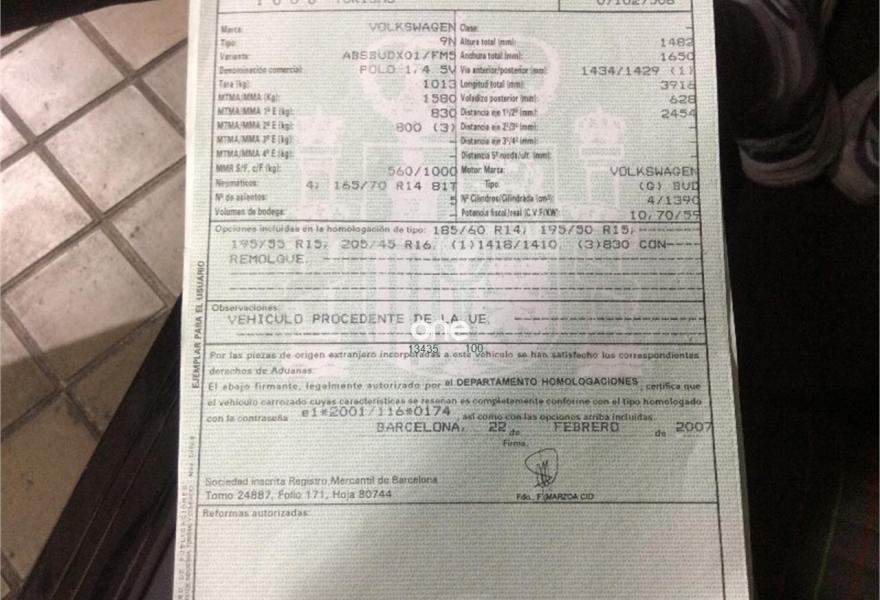 1 0 0 0 TURISMO
Marca: VOLKSWAGEN Clase: -
Tipo: 9N Altura total (mm): 1482
Variante: ABSBUDX01/FM5 Anchura total (mm): 1650
Denominación comercial: POLO 1,4 5V Vía anterior/posterior (mm): 1434/1429 (1)
Tara (kg): 1013 Longitud total (mm): 3916
MTMA/MMA (Kg): 1580 Voladizo posterior (mm): 628
MTMA/MMA 1º E (kg): 830 Distancia eje 1º/2º (mm): 2454
MTMA/MMA 2º E (kg): 800 (3) Distancia eje 2º/3º (mm): -
MTMA/MMA 3º E (kg): - Distancia eje 3º/4º (mm): -
MTMA/MMA 4º E (kg): - Distancia 5ª rueda/ult. (mm): -
MMR S/F, c/F (kg): 560/1000 Motor: Marca: VOLKSWAGEN
Neumáticos: 4, 165/70 R14 81T Tipo: (G) BUD
Nº de asientos: 5 Nº Cilindros/Cilindrada (cm³): 4/1390
Volumen de bodega: - Potencia fiscal/real (C.V.F/KW): 10,70/59
Opciones incluidas en la homologación de tipo: 185/60 R14, 195/50 R15,
195/55 R15, 205/45 R16. (1)1418/1410, (3)830 CON
REMOLQUE.
Observaciones:
VEHICULO PROCEDENTE DE LA UE.
one
13435 100
Por las piezas de origen extranjero incorporadas a este vehículo se han satisfecho los correspondientes
derechos de Aduanas.
El abajo firmante, legalmente autorizado por el DEPARTAMENTO HOMOLOGACIONES, certifica que
el vehículo carrozado cuyas características se reseñan es completamente conforme con el tipo homologado
con la contraseña e1*2001/116*0174, así como con las opciones arriba incluidas.
BARCELONA, 22 de FEBRERO de 2007
Firma,
Sociedad inscrita Registro Mercantil de Barcelona
Tomo 24887, Folio 171, Hoja 80744
Fdo., F. MARZOA CID
Reformas autorizadas:
EJEMPLAR PARA EL USUARIO